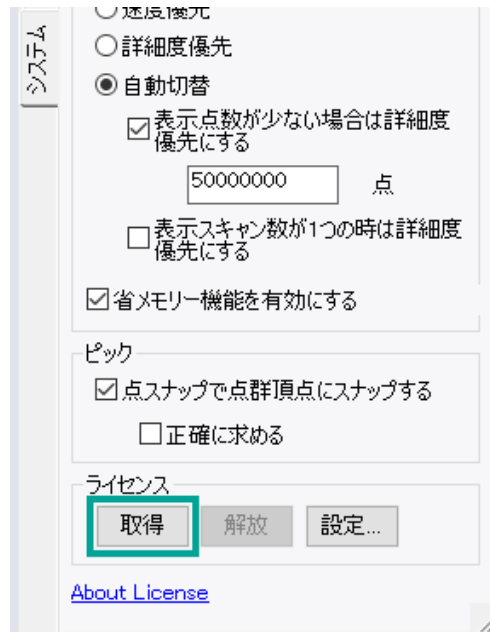 システム
速度優先
詳細度優先
自動切替
表示点数が少ない場合は詳細度
優先にする
50000000 点
表示スキャン数が1つの時は詳細度
優先にする
省メモリー機能を有効にする
ピック
点スナップで点群頂点にスナップする
正確に求める
ライセンス
取得 解放 設定...
About License